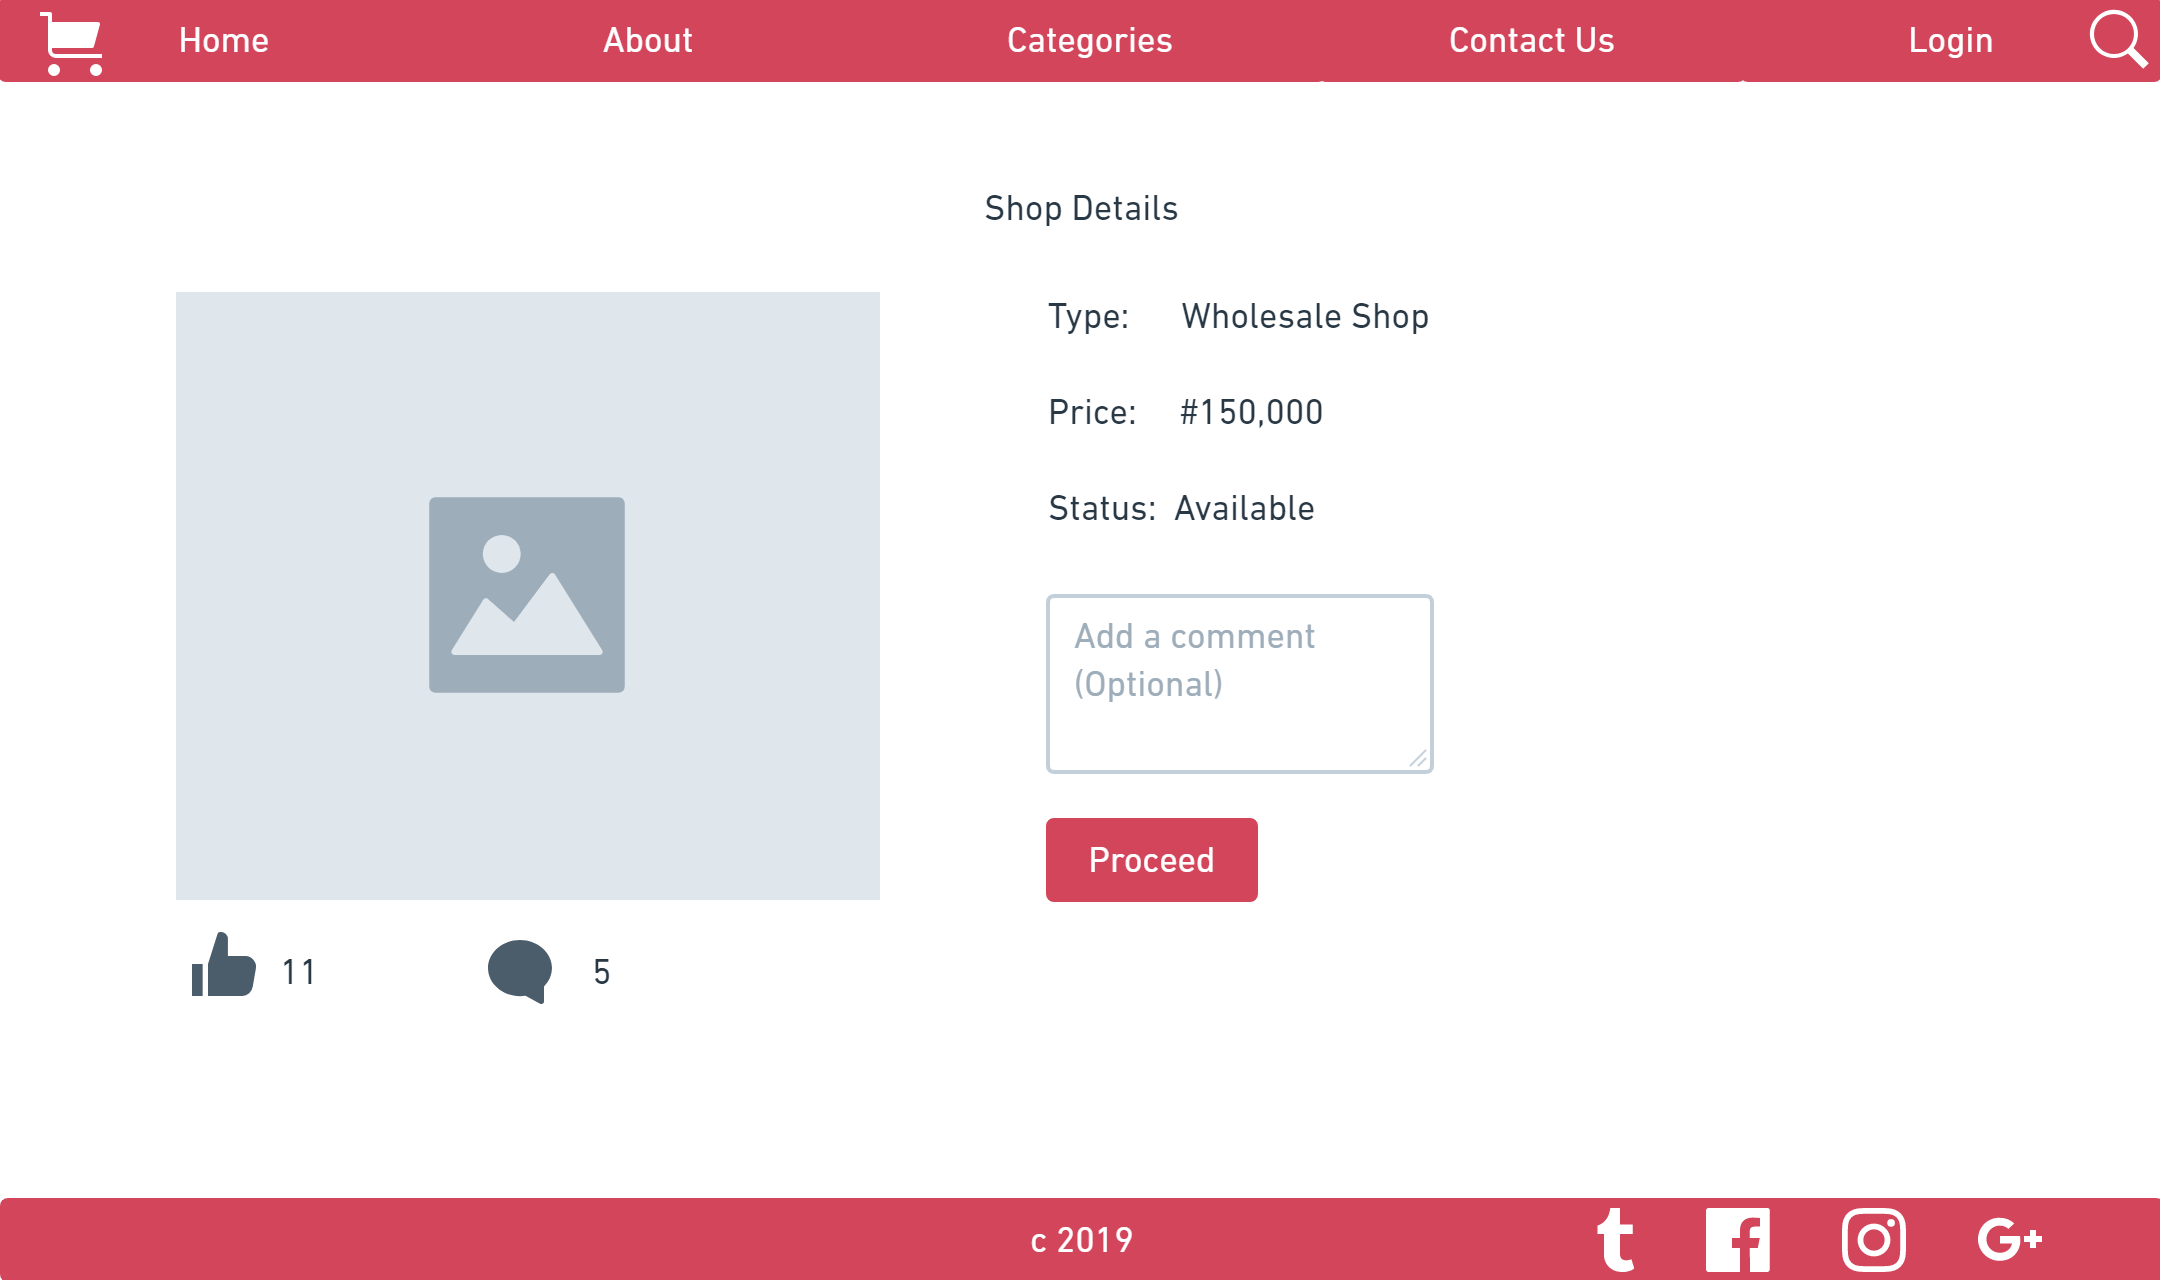 Home About Categories Contact Us Login
Shop Details
Type: Wholesale Shop
Price: #150,000
Status: Available
Add a comment
(Optional)
Proceed
11 5
c 2019